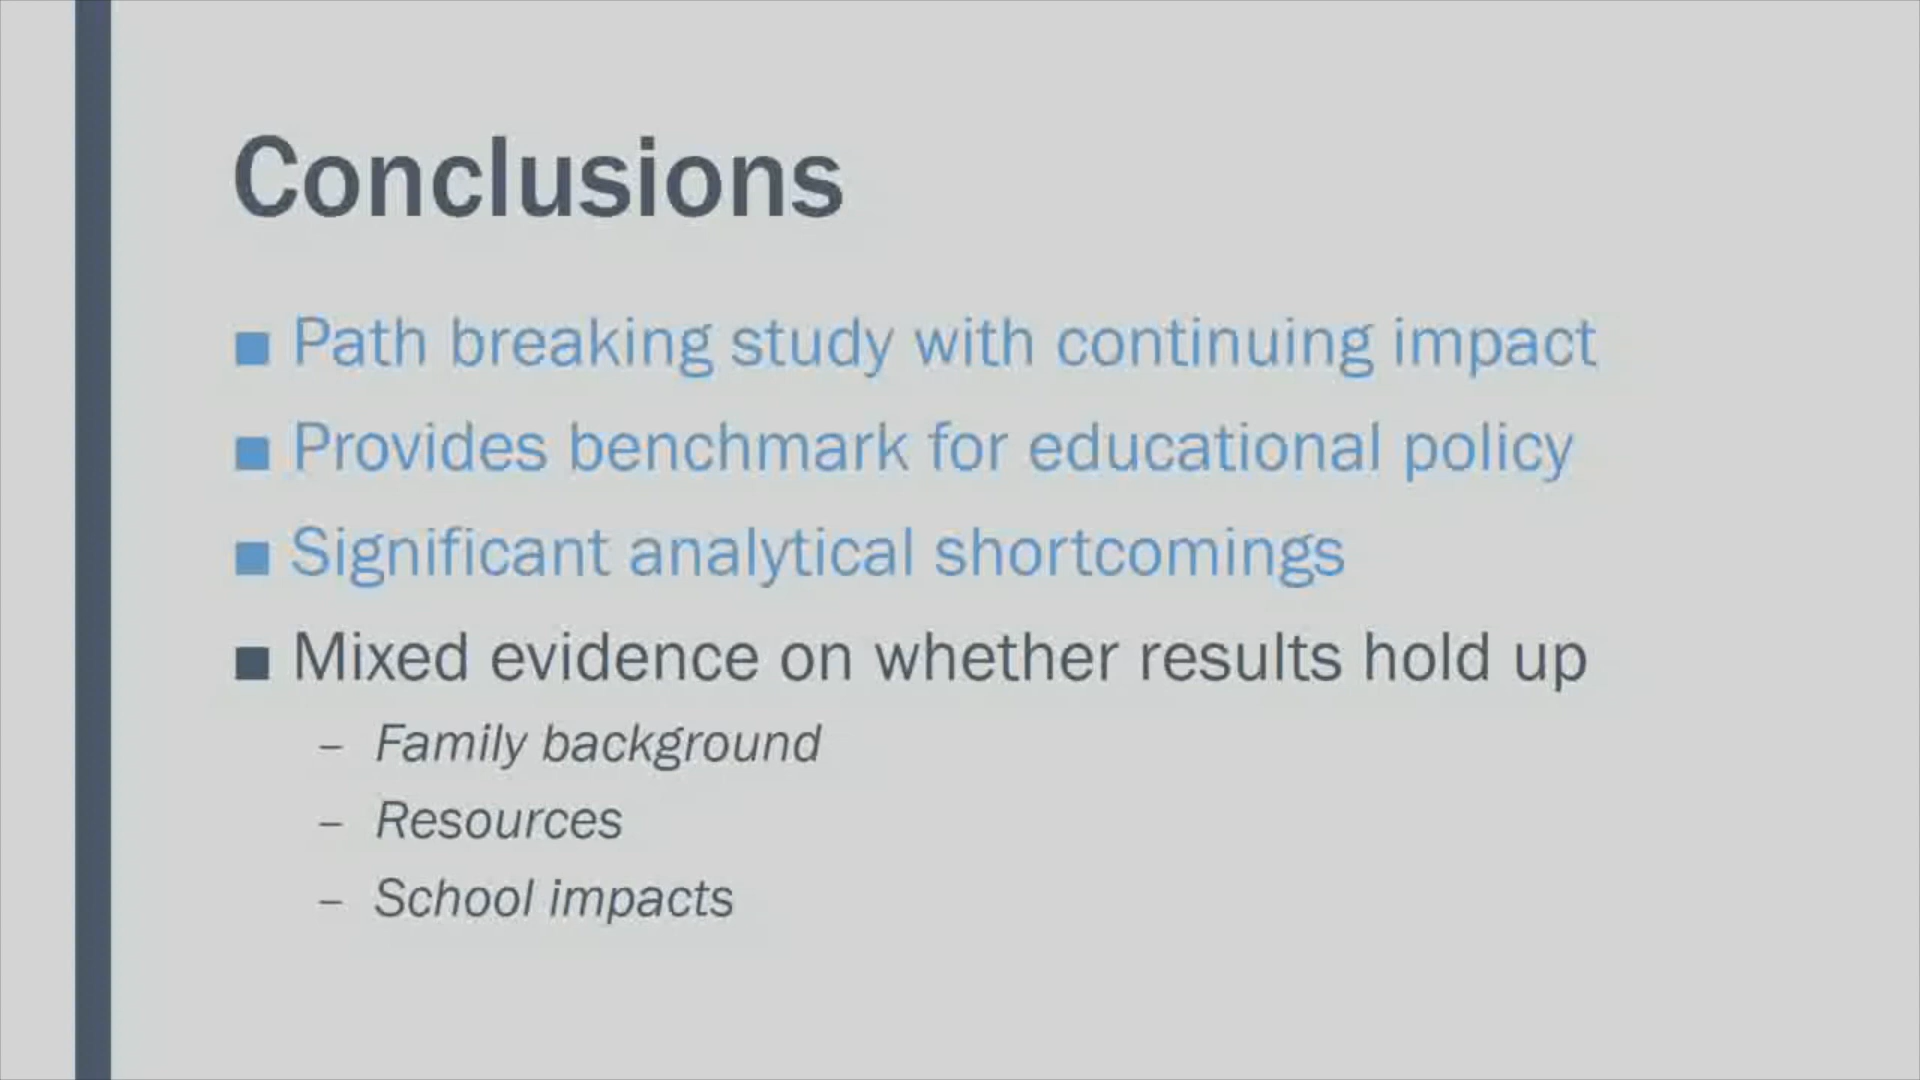 Conclusions
■ Path breaking study with continuing impact
■ Provides benchmark for educational policy
■ Significant analytical shortcomings
■ Mixed evidence on whether results hold up
– Family background
– Resources
– School impacts